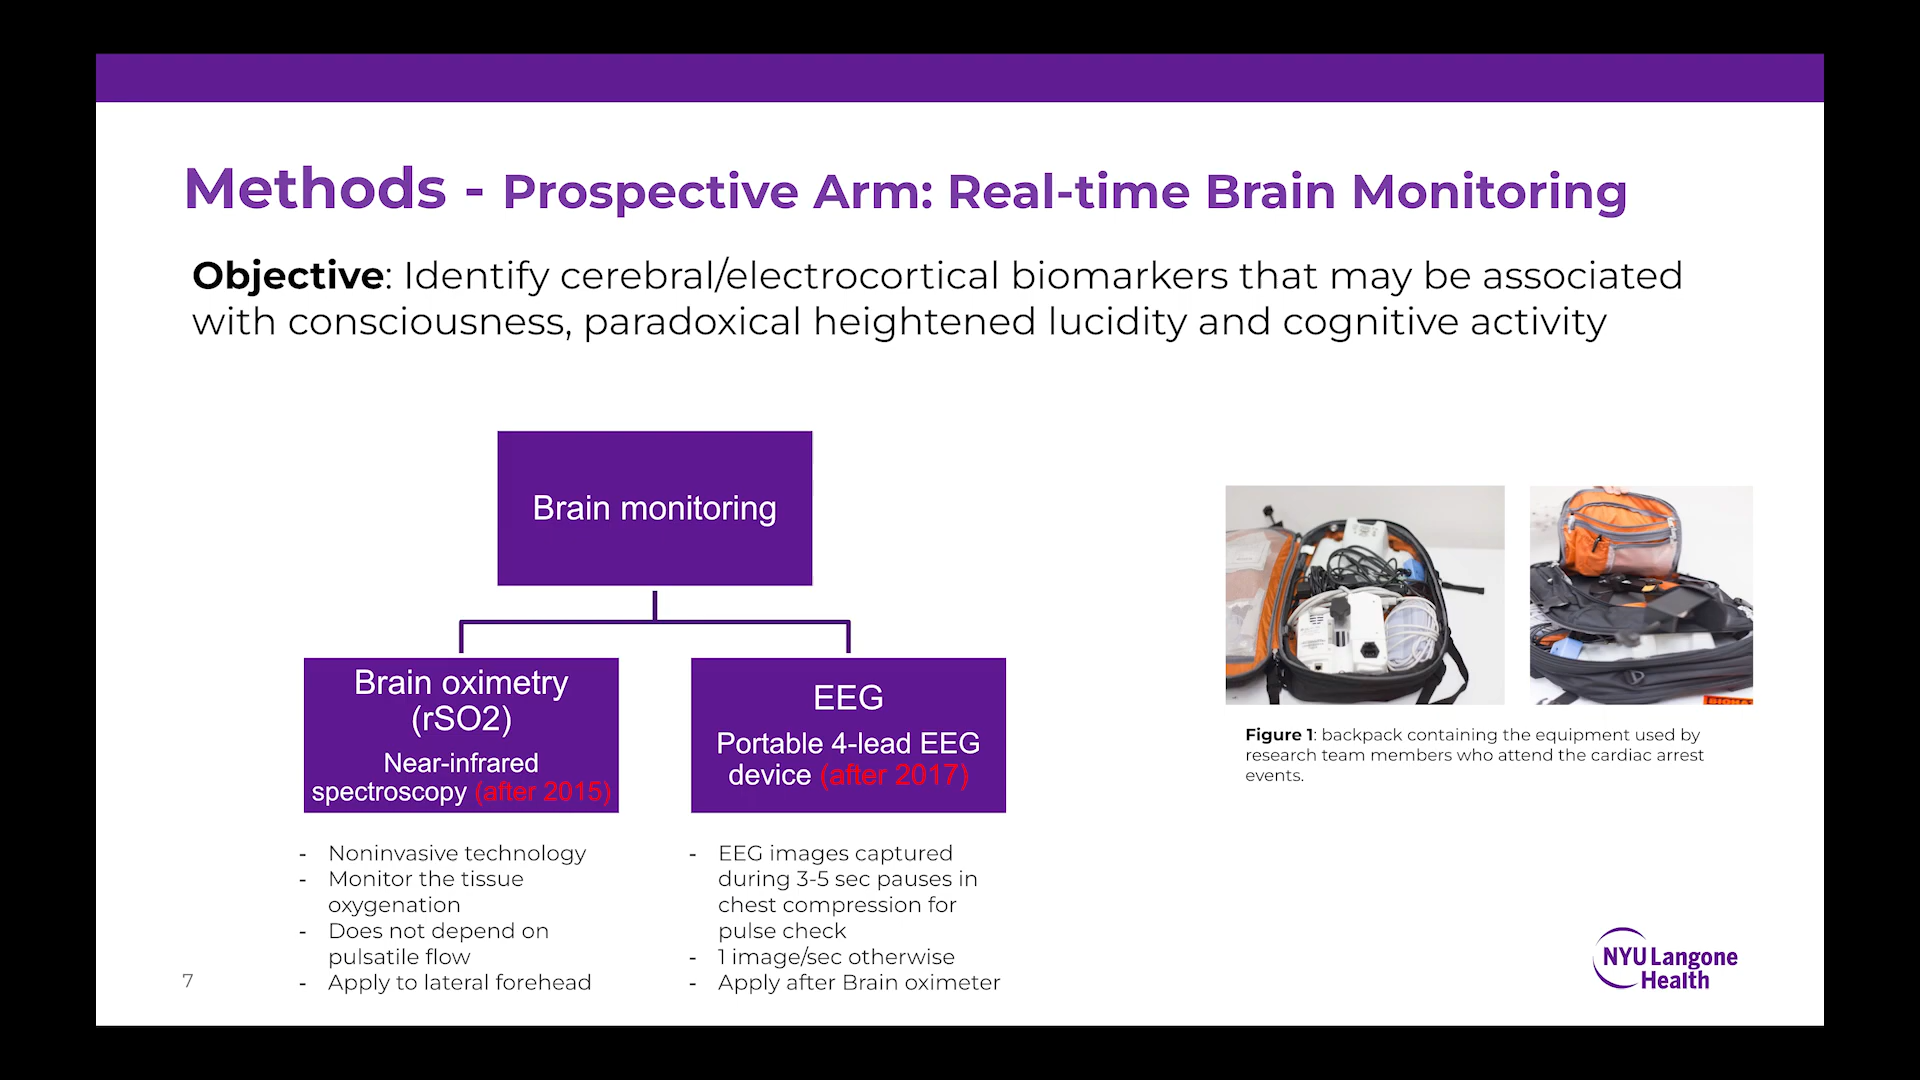 Methods - Prospective Arm: Real-time Brain Monitoring
Objective: Identify cerebral/electrocortical biomarkers that may be associated
with consciousness, paradoxical heightened lucidity and cognitive activity
Brain monitoring
Brain oximetry
(rSO2)
Near-infrared
spectroscopy (after 2015)
EEG
Portable 4-lead EEG
device (after 2017)
- Noninvasive technology
- Monitor the tissue
oxygenation
- Does not depend on
pulsatile flow
- Apply to lateral forehead
- EEG images captured
during 3-5 sec pauses in
chest compression for
pulse check
- 1 image/sec otherwise
- Apply after Brain oximeter
Figure 1: backpack containing the equipment used by
research team members who attend the cardiac arrest
events.
7
NYU Langone
Health